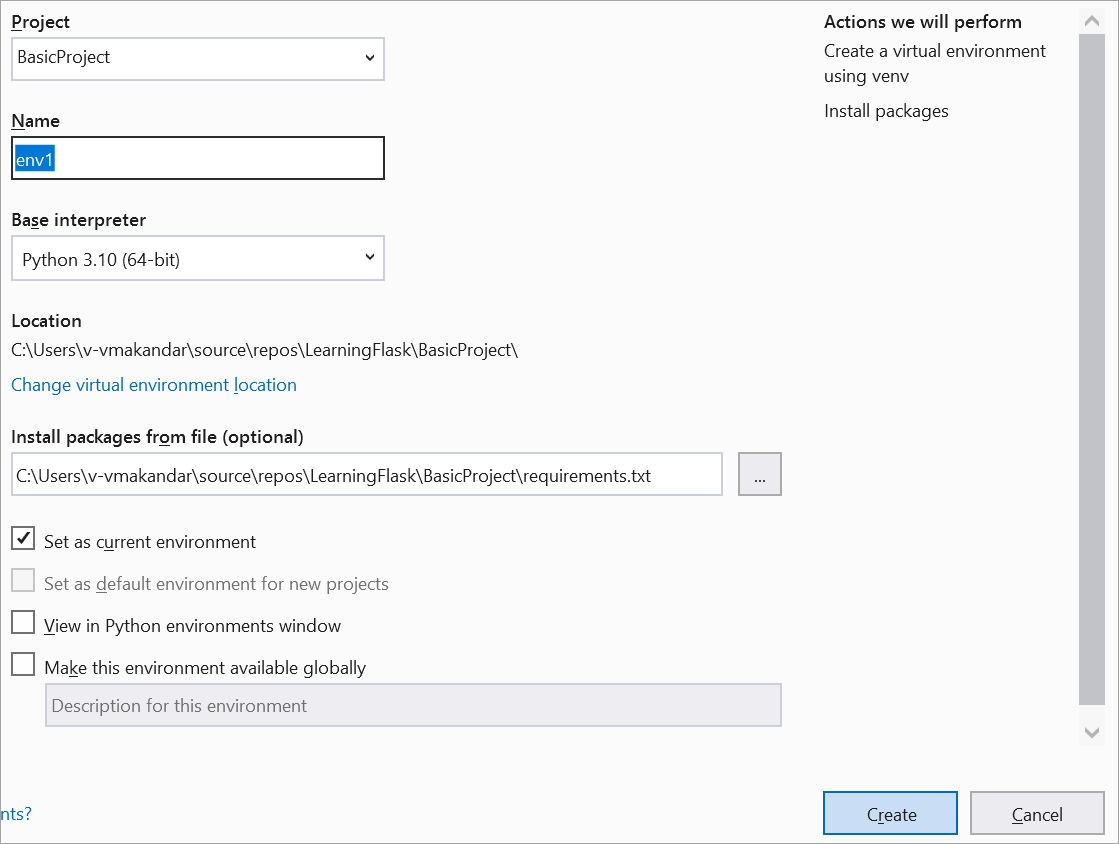 Project
BasicProject
Name
env1
Base interpreter
Python 3.10 (64-bit)
Location
C:\Users\v-vmakandar\source\repos\LearningFlask\BasicProject\
Change virtual environment location
Install packages from file (optional)
C:\Users\v-vmakandar\source\repos\LearningFlask\BasicProject\requirements.txt
...
Set as current environment
Set as default environment for new projects
View in Python environments window
Make this environment available globally
Description for this environment
Actions we will perform
Create a virtual environment
using venv
Install packages
nts?
Create
Cancel